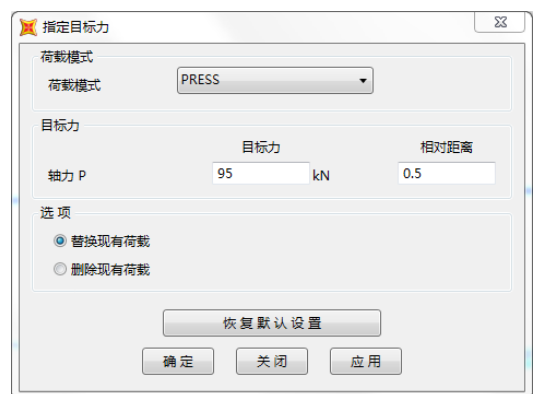 指定目标力
荷载模式
荷载模式 PRESS
目标力
目标力 相对距离
轴力 P 95 kN 0.5
选 项
替换现有荷载
删除现有荷载
恢 复 默 认 设 置
确 定 关 闭 应 用